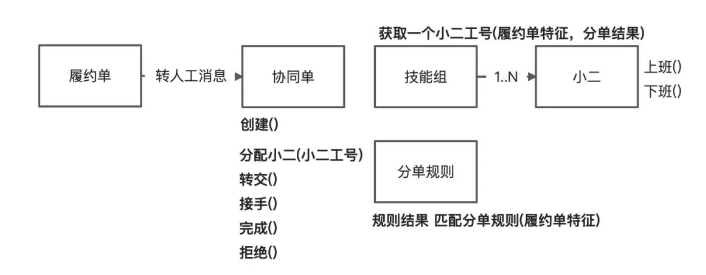 获取一个小二工号(履约单特征，分单结果)
履约单
转人工消息
协同单
技能组
1..N
小二
上班()
下班()
创建()
分配小二(小二工号)
转交()
接手()
完成()
拒绝()
分单规则
规则结果 匹配分单规则(履约单特征)